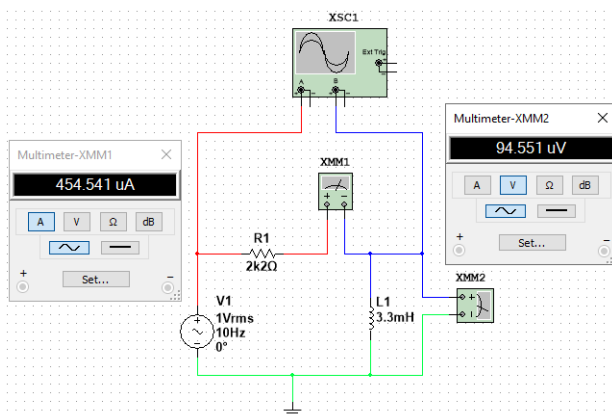 XSC1
Ext Trig
+
-
A
B
+
-
+
-
Multimeter-XMM1
454.541 uA
A
V
Ω
dB
+
Set...
-
XMM1
+
-
Multimeter-XMM2
94.551 uV
A
V
Ω
dB
+
Set...
-
R1
2k2Ω
XMM2
+
V1
1Vrms
10Hz
0°
+
-
L1
3.3mH